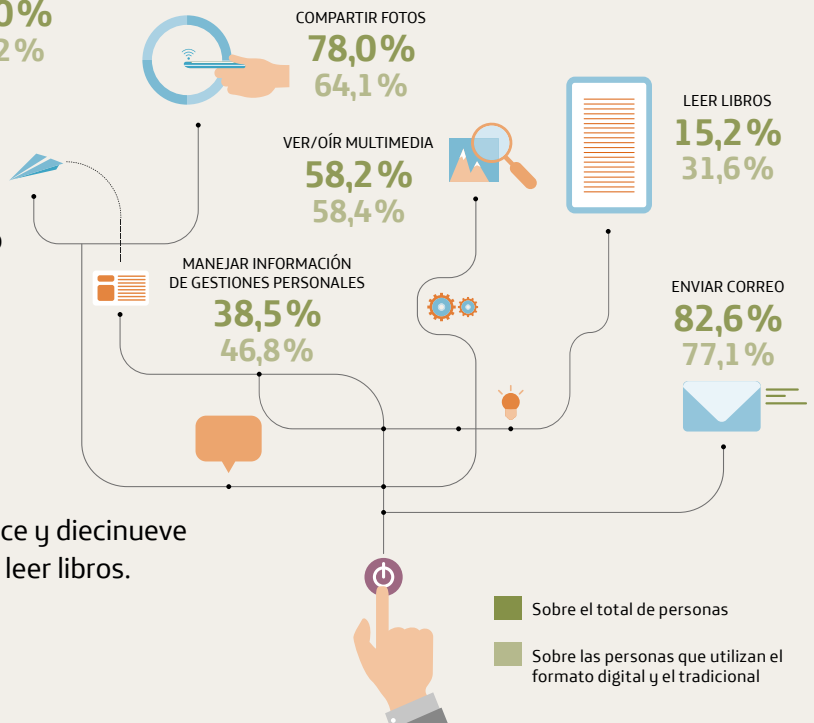 COMPARTIR FOTOS
78,0%
64,1%
VER/OÍR MULTIMEDIA
58,2%
58,4%
LEER LIBROS
15,2%
31,6%
MANEJAR INFORMACIÓN
DE GESTIONES PERSONALES
38,5%
46,8%
ENVIAR CORREO
82,6%
77,1%
ce y diecinueve
leer libros.
Sobre el total de personas
Sobre las personas que utilizan el
formato digital y el tradicional